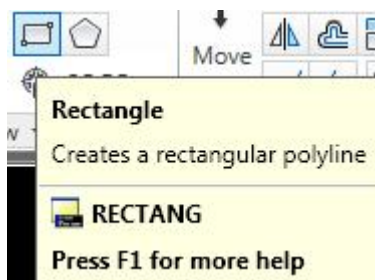 Move
Rectangle
Creates a rectangular polyline
RECTANG
Press F1 for more help